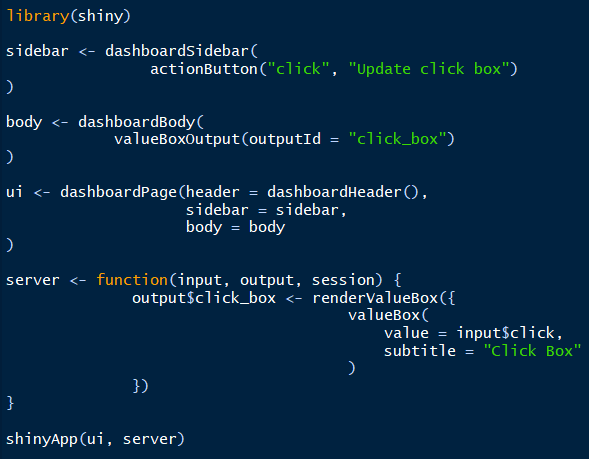 library(shiny)

sidebar <- dashboardSidebar(
                actionButton("click", "Update click box")
)

body <- dashboardBody(
            valueBoxOutput(outputId = "click_box")
)

ui <- dashboardPage(header = dashboardHeader(),
                    sidebar = sidebar,
                    body = body
)

server <- function(input, output, session) {
              output$click_box <- renderValueBox({
                                      valueBox(
                                          value = input$click,
                                          subtitle = "Click Box"
                                      )
              })
}

shinyApp(ui, server)